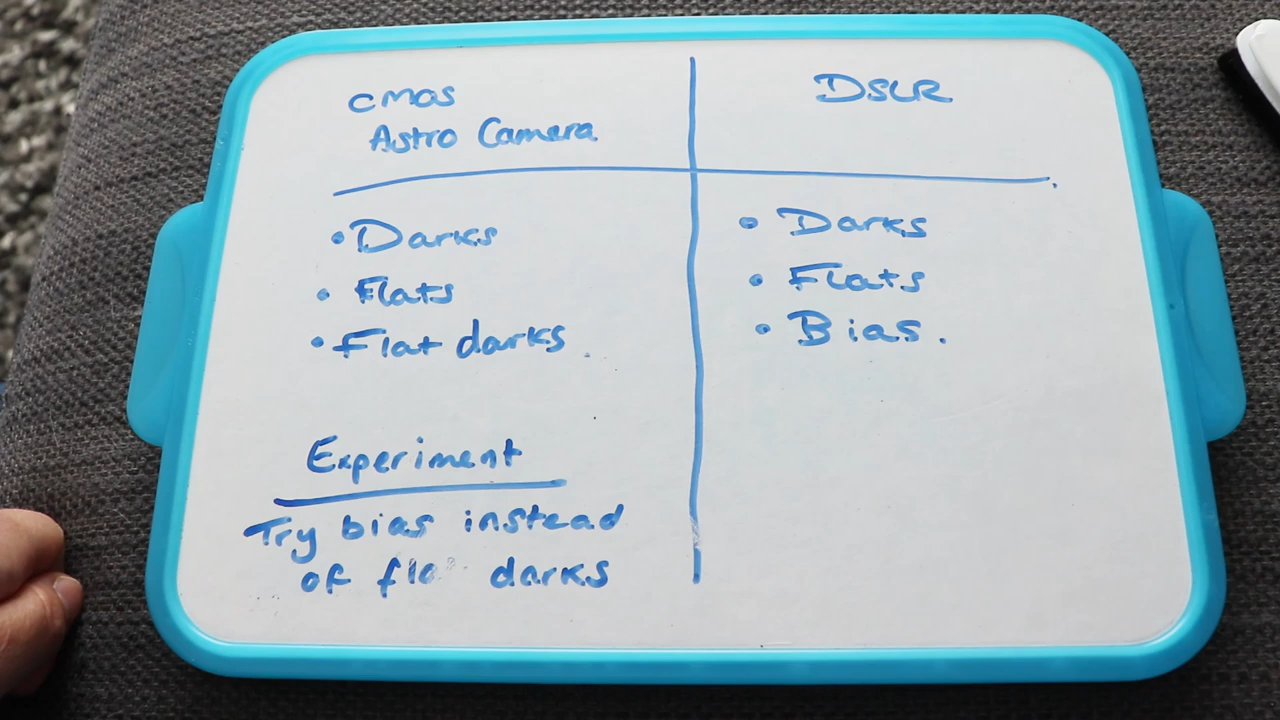 cmos
Astro Camera
DSLR
• Darks
• Flats
• Flat darks.
• Darks
• Flats
• Bias.
Experiment
Try bias instead
of darks